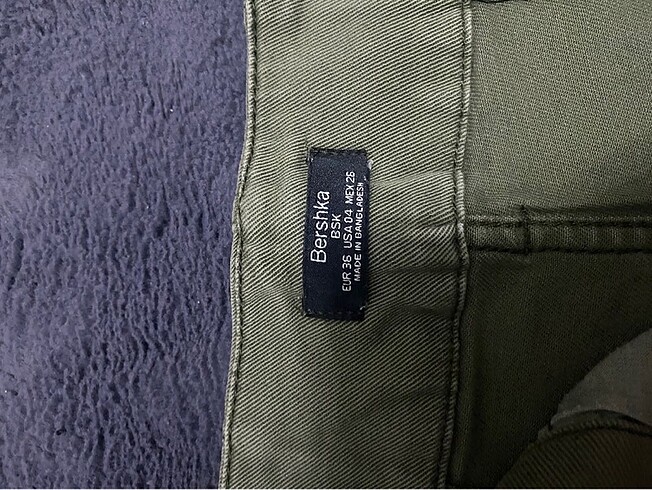 Bershka
BSK
EUR 36 USA 04 MEX 26
MADE IN BANGLADESH